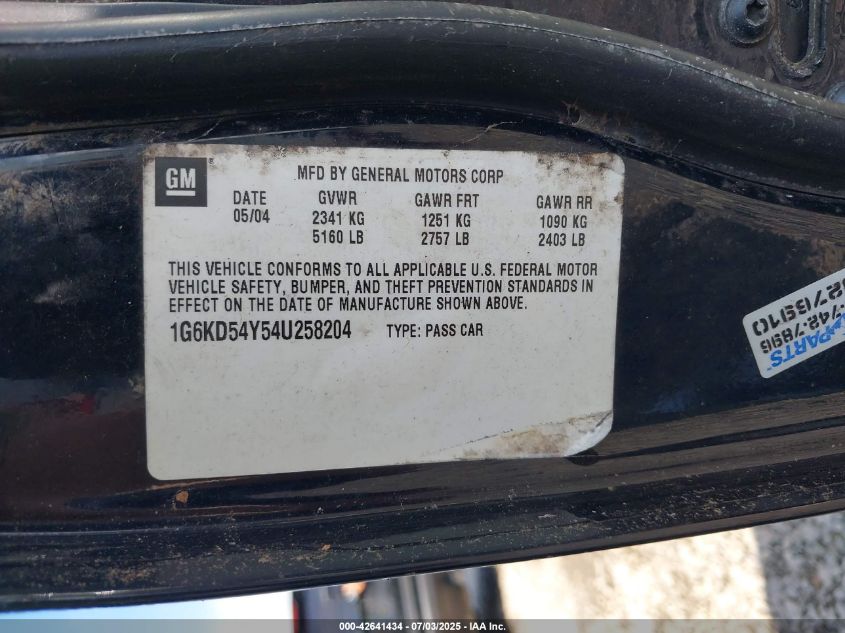 GM
MFD BY GENERAL MOTORS CORP
DATE GVWR GAWR FRT GAWR RR
05/04 2341 KG 1251 KG 1090 KG
5160 LB 2757 LB 2403 LB
THIS VEHICLE CONFORMS TO ALL APPLICABLE U.S. FEDERAL MOTOR
VEHICLE SAFETY, BUMPER, AND THEFT PREVENTION STANDARDS IN
EFFECT ON THE DATE OF MANUFACTURE SHOWN ABOVE.
1G6KD54Y54U258204 TYPE: PASS CAR
PARTS
742-7896
000-42641434 - 07/03/2025 - IAA Inc.